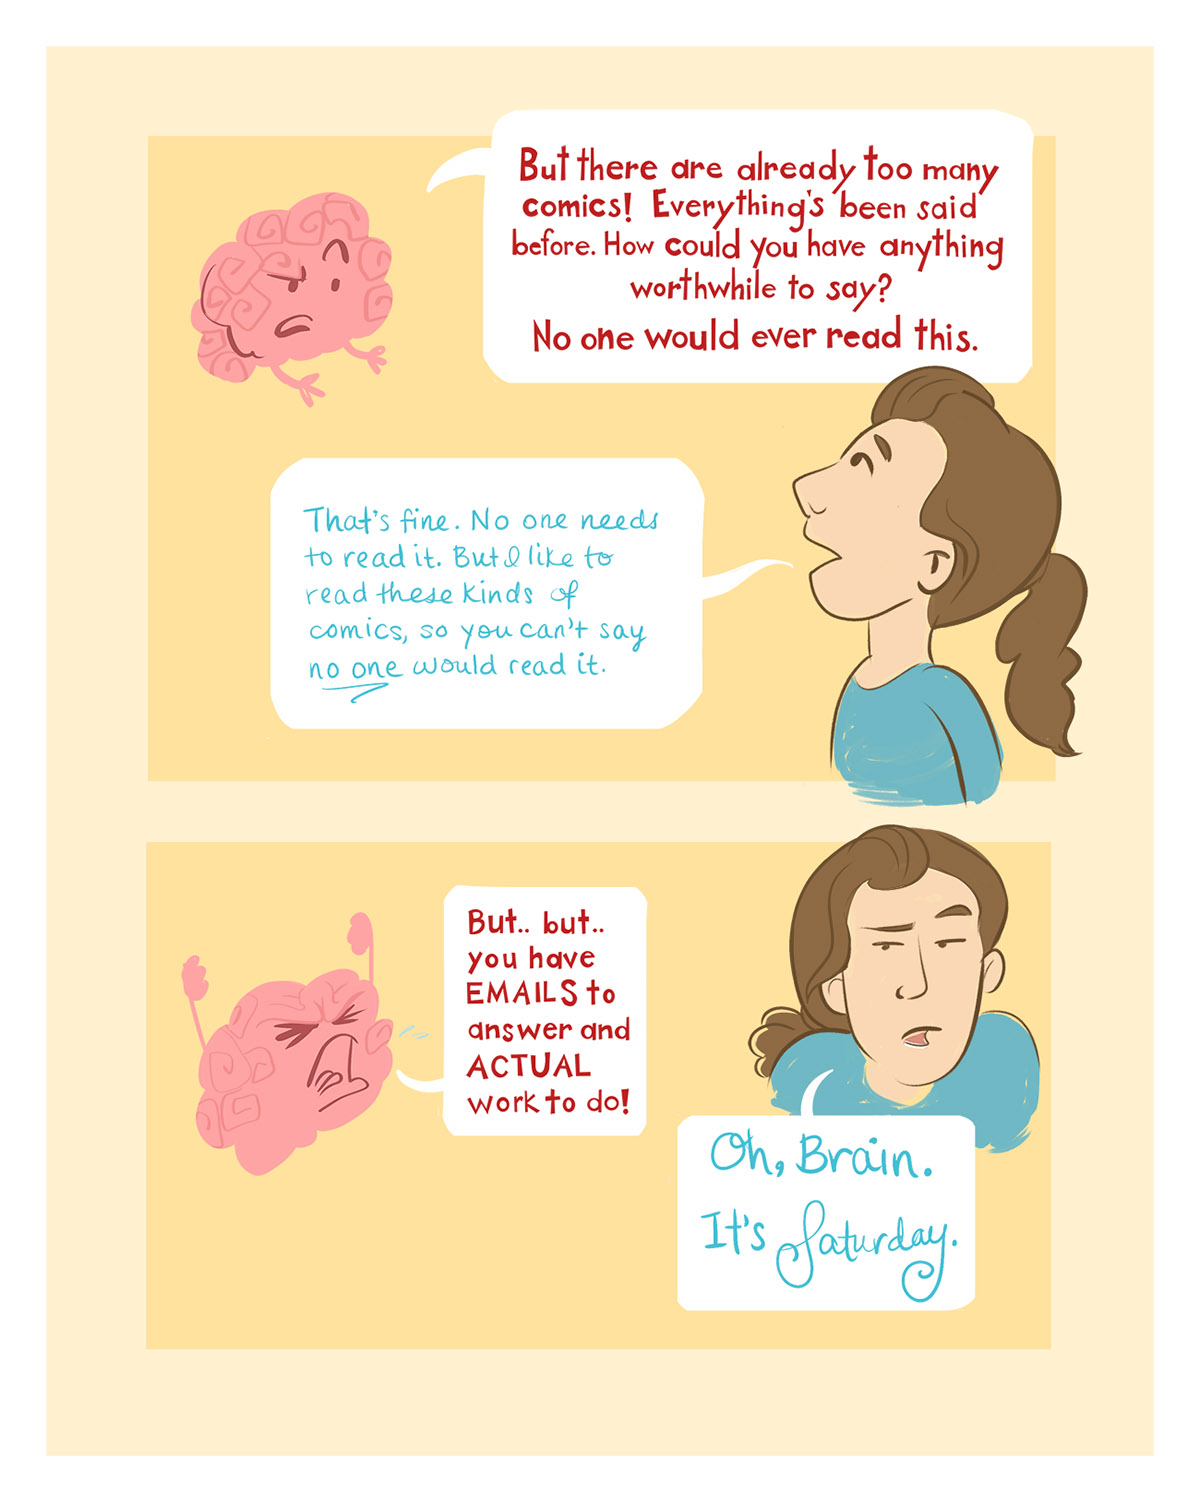 But there are already too many
comics! Everything's been said
before. How could you have anything
worthwhile to say?
No one would ever read this.
That's fine. No one needs
to read it. But I like to
read these kinds of
comics, so you can't say
no one would read it.
But.. but..
you have
EMAILS to
answer and
ACTUAL
work to do!
Oh, Brain.
It's Saturday.